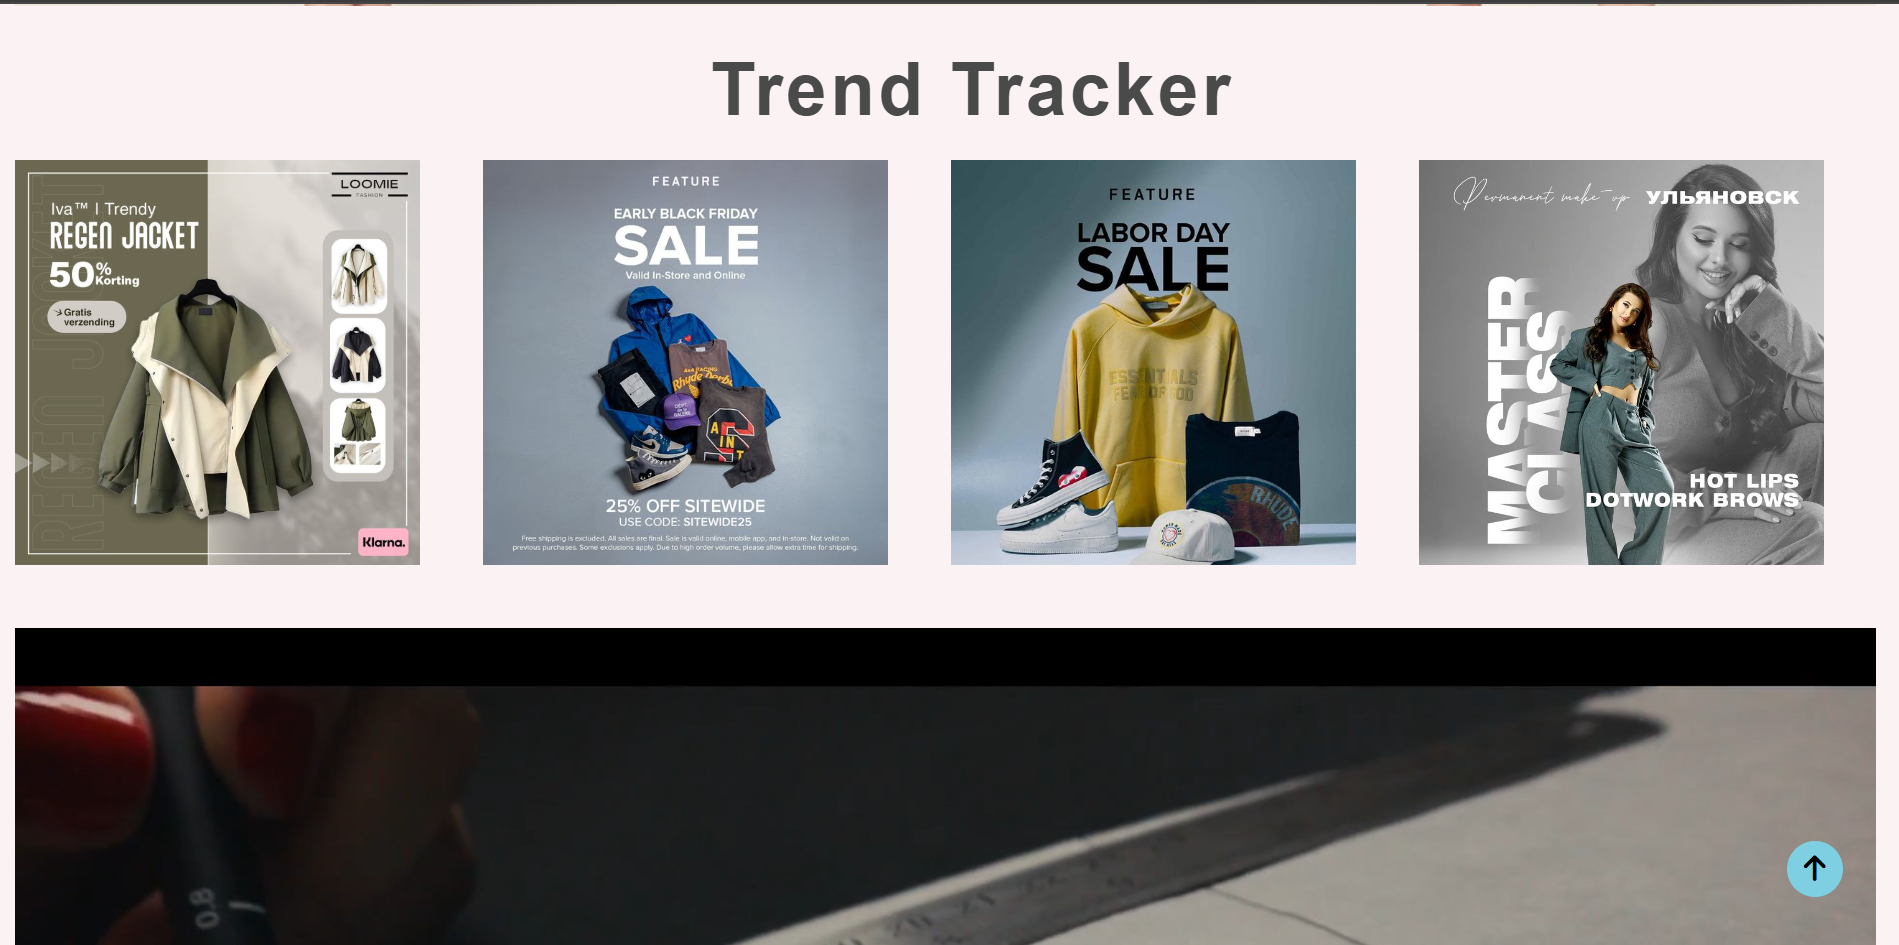 Trend Tracker
LOOMIE
FASHION
Iva™ I Trendy
REGEN JACKET
50%
Korting
Gratis
verzending
REGEN JACKET
Klarna.
FEATURE
EARLY BLACK FRIDAY
SALE
Valid In-Store and Online
Rhude Derby
25% OFF SITEWIDE
USE CODE: SITEWIDE25
Free shipping is excluded. All sales are final. Sale is valid online, mobile app, and in-store. Not valid on
previous purchases. Some exclusions apply. Due to high order volume, please allow extra time for shipping.
FEATURE
LABOR DAY
SALE
ESSENTIALS
FEAR OF GOD
RHUDE
Permanent make-up
УЛЬЯНОВСК
MASTER
CLASS
HOT LIPS
DOTWORK BROWS
0.8